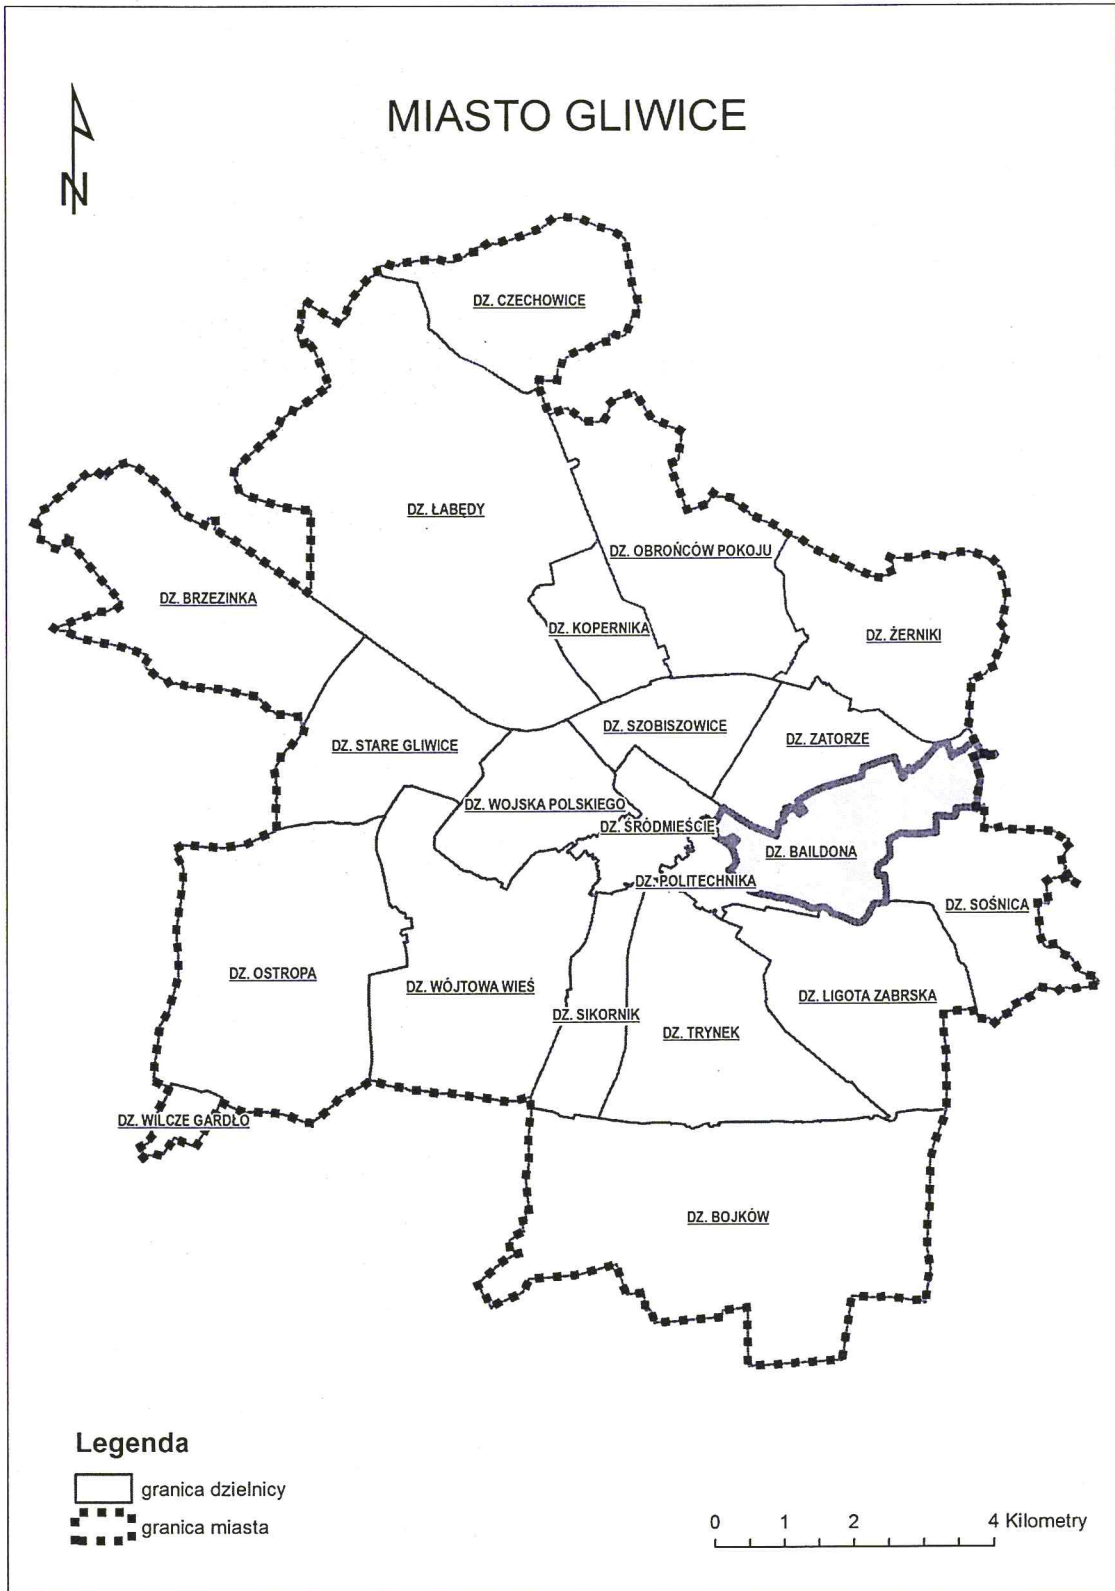 MIASTO GLIWICE
N
DZ. CZECHOWICE
DZ. ŁABĘDY
DZ. OBROŃCÓW POKOJU
DZ. BRZEZINKA
DZ. KOPERNIKA
DZ. ŻERNIKI
DZ. SZOBISZOWICE
DZ. STARE GLIWICE
DZ. ZATORZE
DZ. WOJSKA POLSKIEGO
DZ. ŚRÓDMIEŚCIE
DZ. BAILDONA
DZ. POLITECHNIKA
DZ. SOŚNICA
DZ. OSTROPA
DZ. WÓJTOWA WIEŚ
DZ. LIGOTA ZABRSKA
DZ. SIKORNIK
DZ. TRYNEK
DZ. WILCZE GARDŁO
DZ. BOJKÓW
Legenda
granica dzielnicy
granica miasta
0 1 2 4 Kilometry